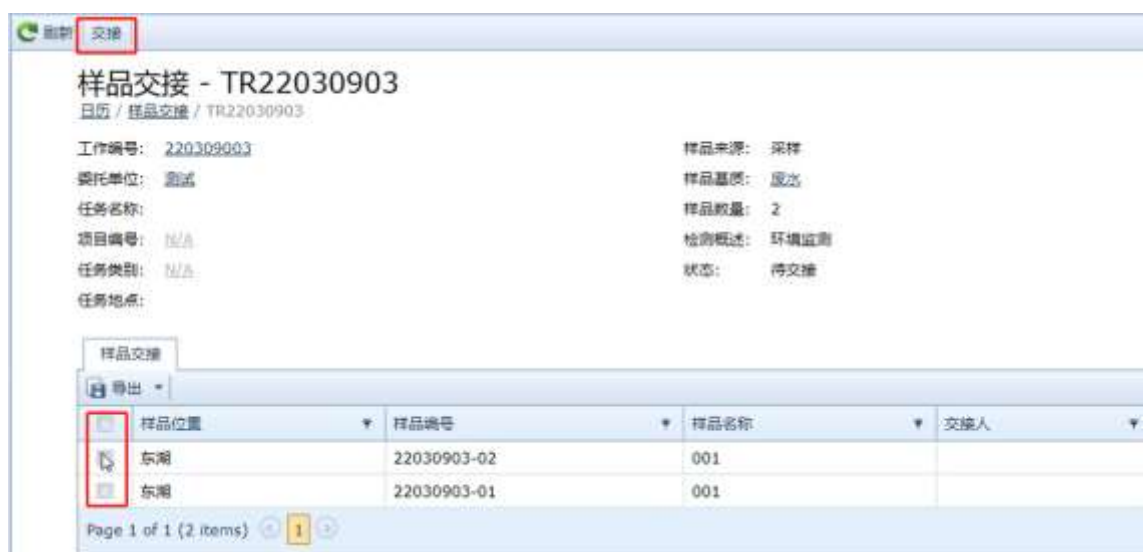 刷新 交接
样品交接 - TR22030903
日历 / 样品交接 / TR22030903
工作编号: 220309003 样品来源: 采样
委托单位: 测试 样品基质: 废水
任务名称: 样品数量: 2
项目编号: N/A 检测概述: 环境监测
任务类别: N/A 状态: 待交接
任务地点:
样品交接
导出
样品位置 样品编号 样品名称 交接人
东湖 22030903-02 001
东湖 22030903-01 001
Page 1 of 1 (2 items) 1